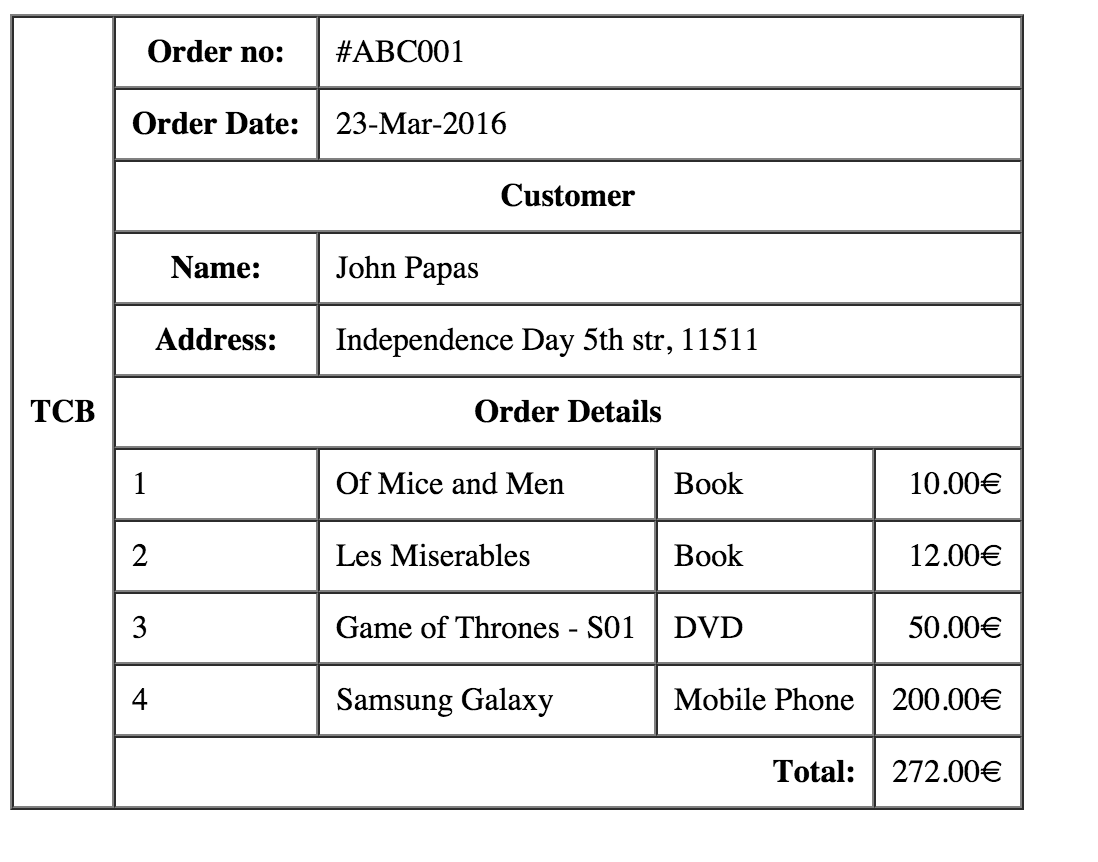 Order no: #ABC001
Order Date: 23-Mar-2016
Customer
Name: John Papas
Address: Independence Day 5th str, 11511
TCB
Order Details
1 Of Mice and Men Book 10.00€
2 Les Miserables Book 12.00€
3 Game of Thrones - S01 DVD 50.00€
4 Samsung Galaxy Mobile Phone 200.00€
Total: 272.00€